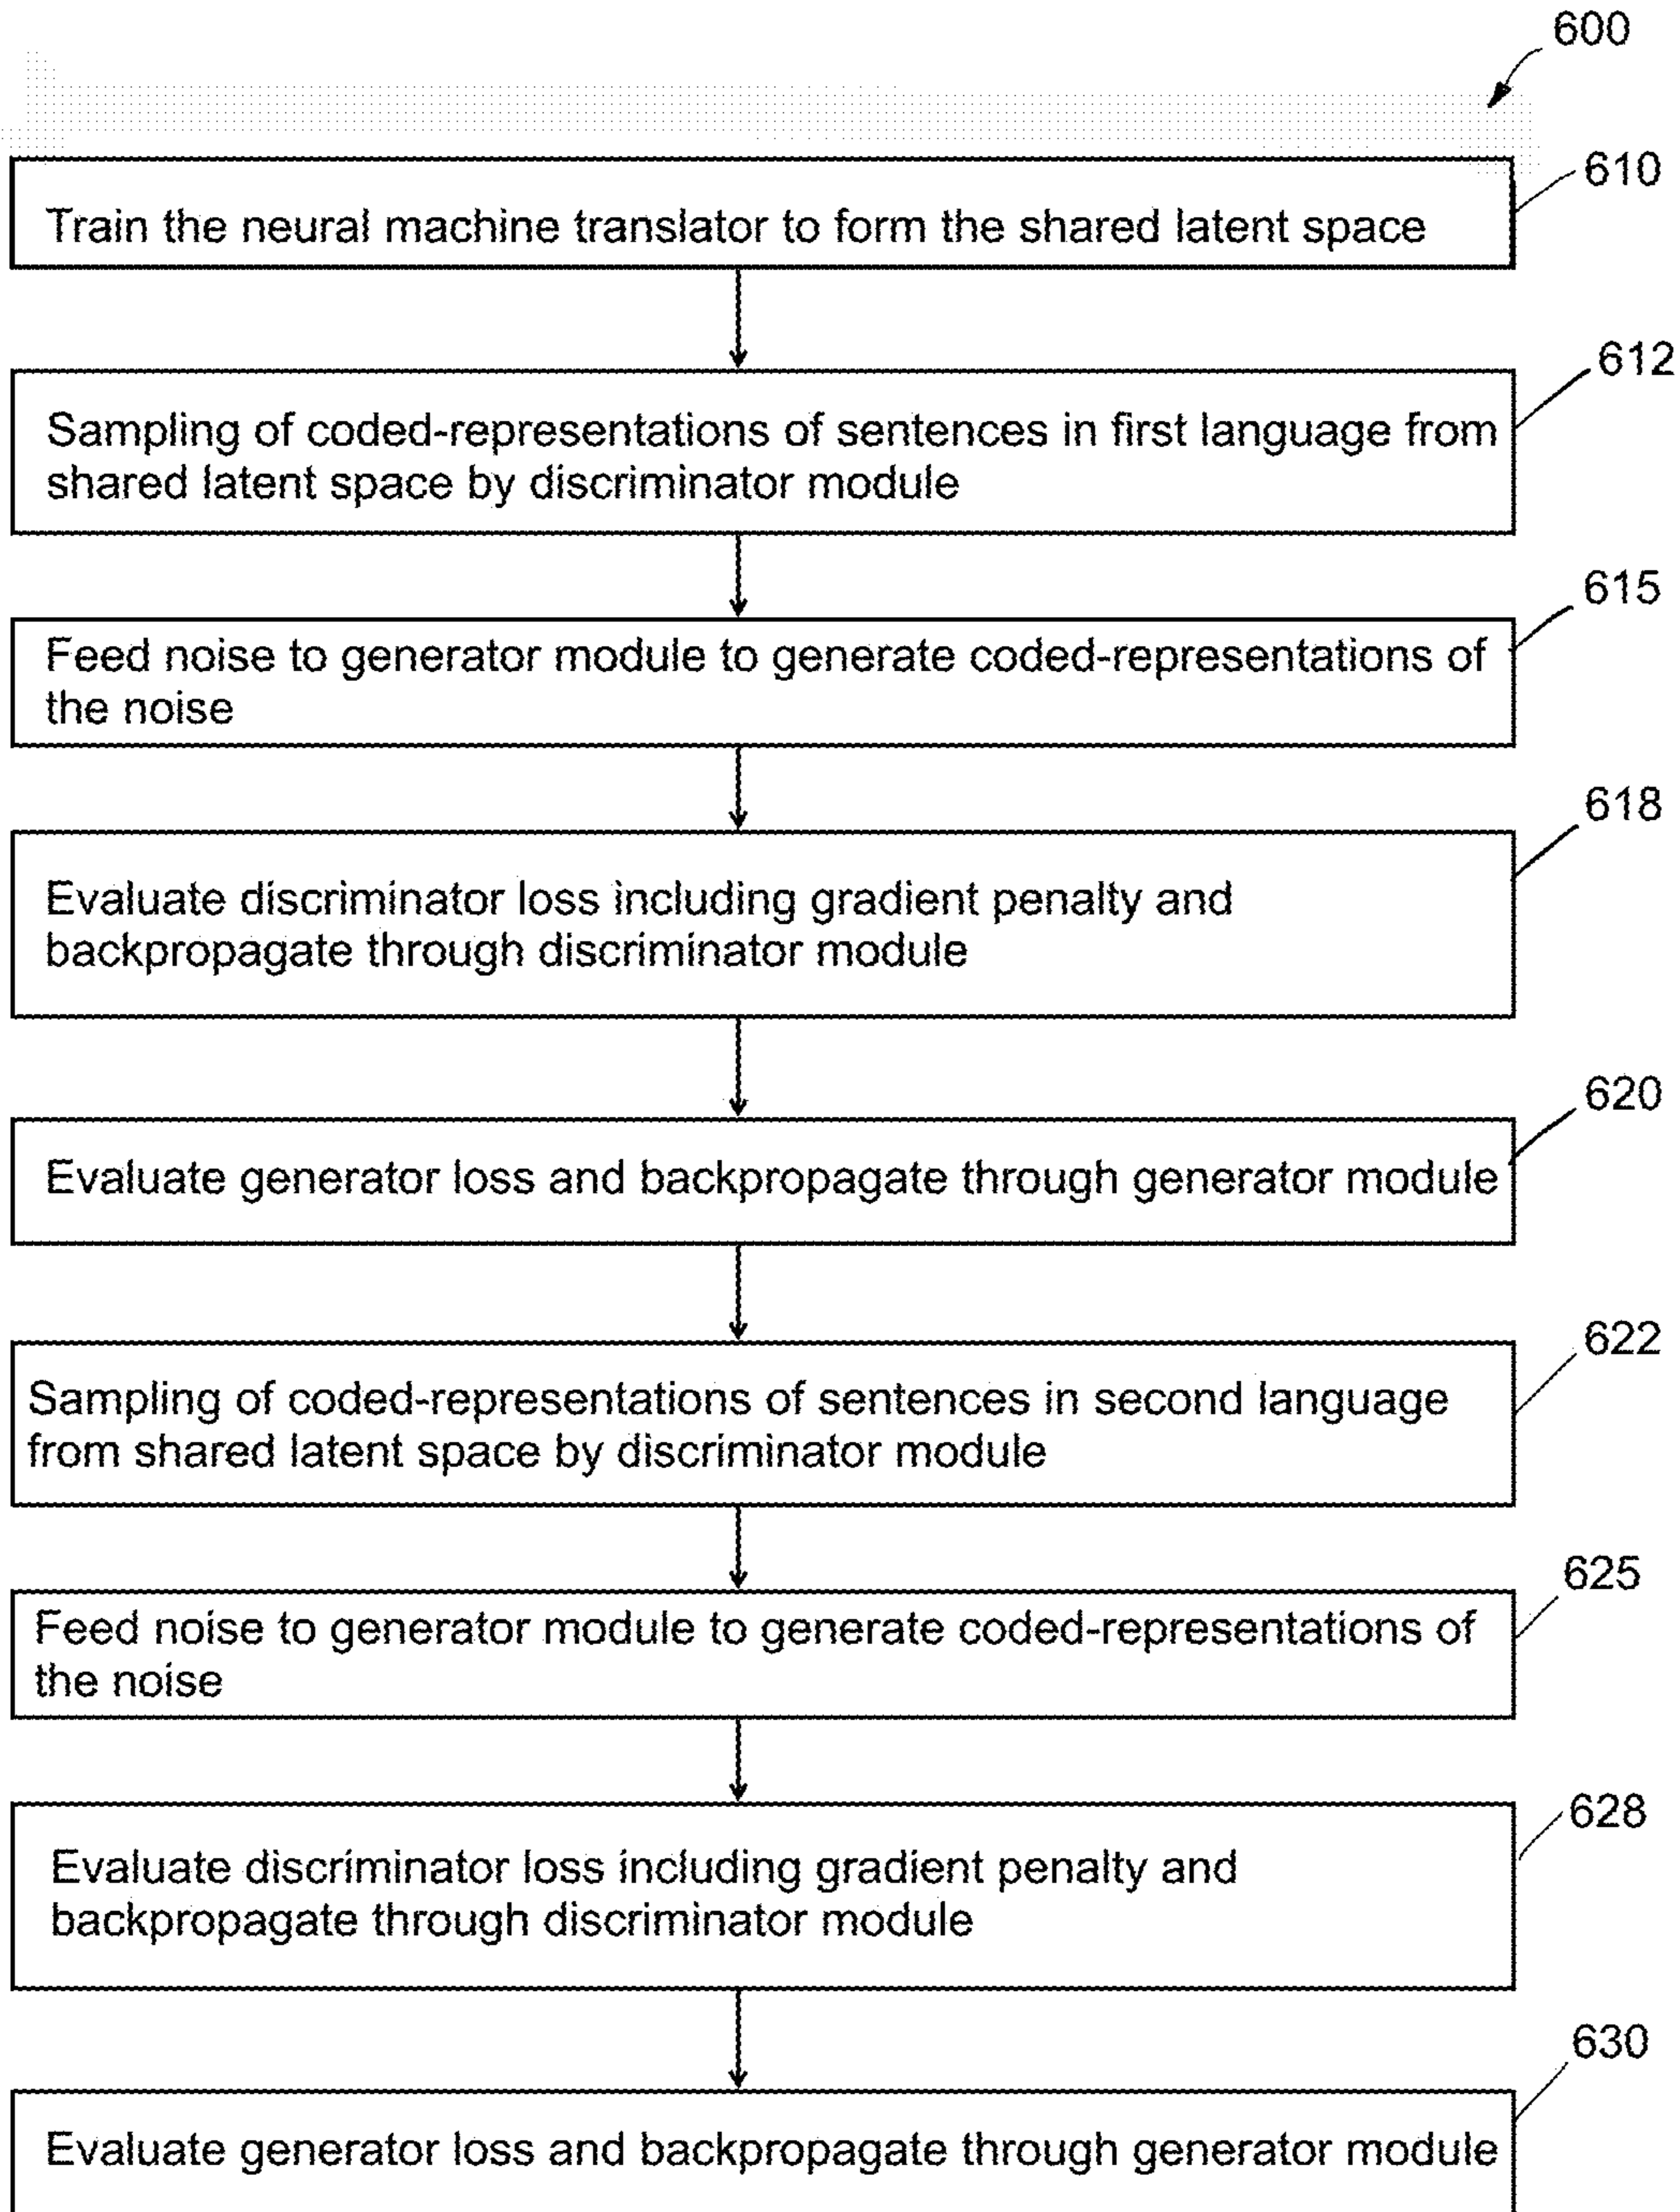 600
610
Train the neural machine translator to form the shared latent space
612
Sampling of coded-representations of sentences in first language from
shared latent space by discriminator module
615
Feed noise to generator module to generate coded-representations of
the noise
618
Evaluate discriminator loss including gradient penalty and
backpropagate through discriminator module
620
Evaluate generator loss and backpropagate through generator module
622
Sampling of coded-representations of sentences in second language
from shared latent space by discriminator module
625
Feed noise to generator module to generate coded-representations of
the noise
628
Evaluate discriminator loss including gradient penalty and
backpropagate through discriminator module
630
Evaluate generator loss and backpropagate through generator module